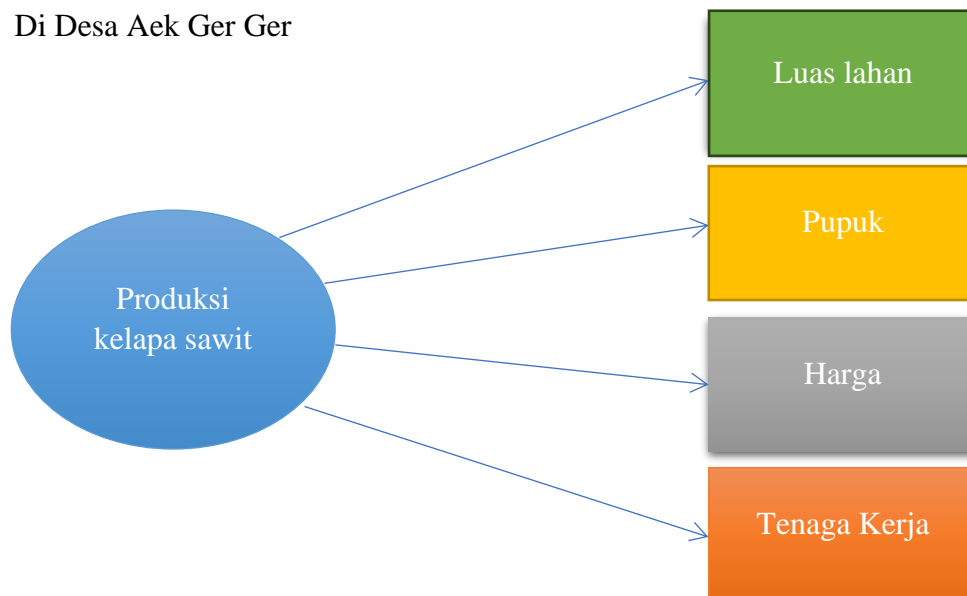 Di Desa Aek Ger Ger
Luas lahan
Pupuk
Produksi
kelapa sawit
Harga
Tenaga Kerja